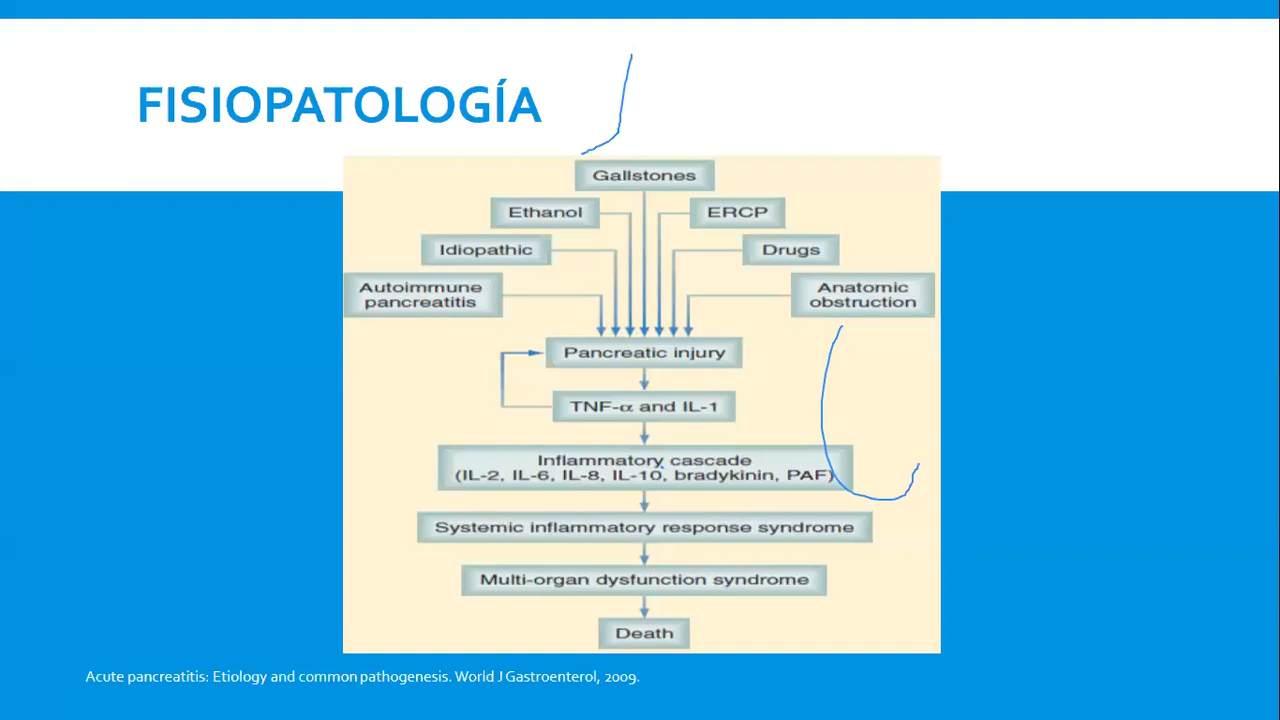 FISIOPATOLOGÍA
Gallstones
Ethanol
ERCP
Idiopathic
Drugs
Autoimmune
pancreatitis
Anatomic
obstruction
Pancreatic injury
TNF-α and IL-1
Inflammatory cascade
(IL-2, IL-6, IL-8, IL-10, bradykinin, PAF)
Systemic inflammatory response syndrome
Multi-organ dysfunction syndrome
Death
Acute pancreatitis: Etiology and common pathogenesis. World J Gastroenterol, 2009.